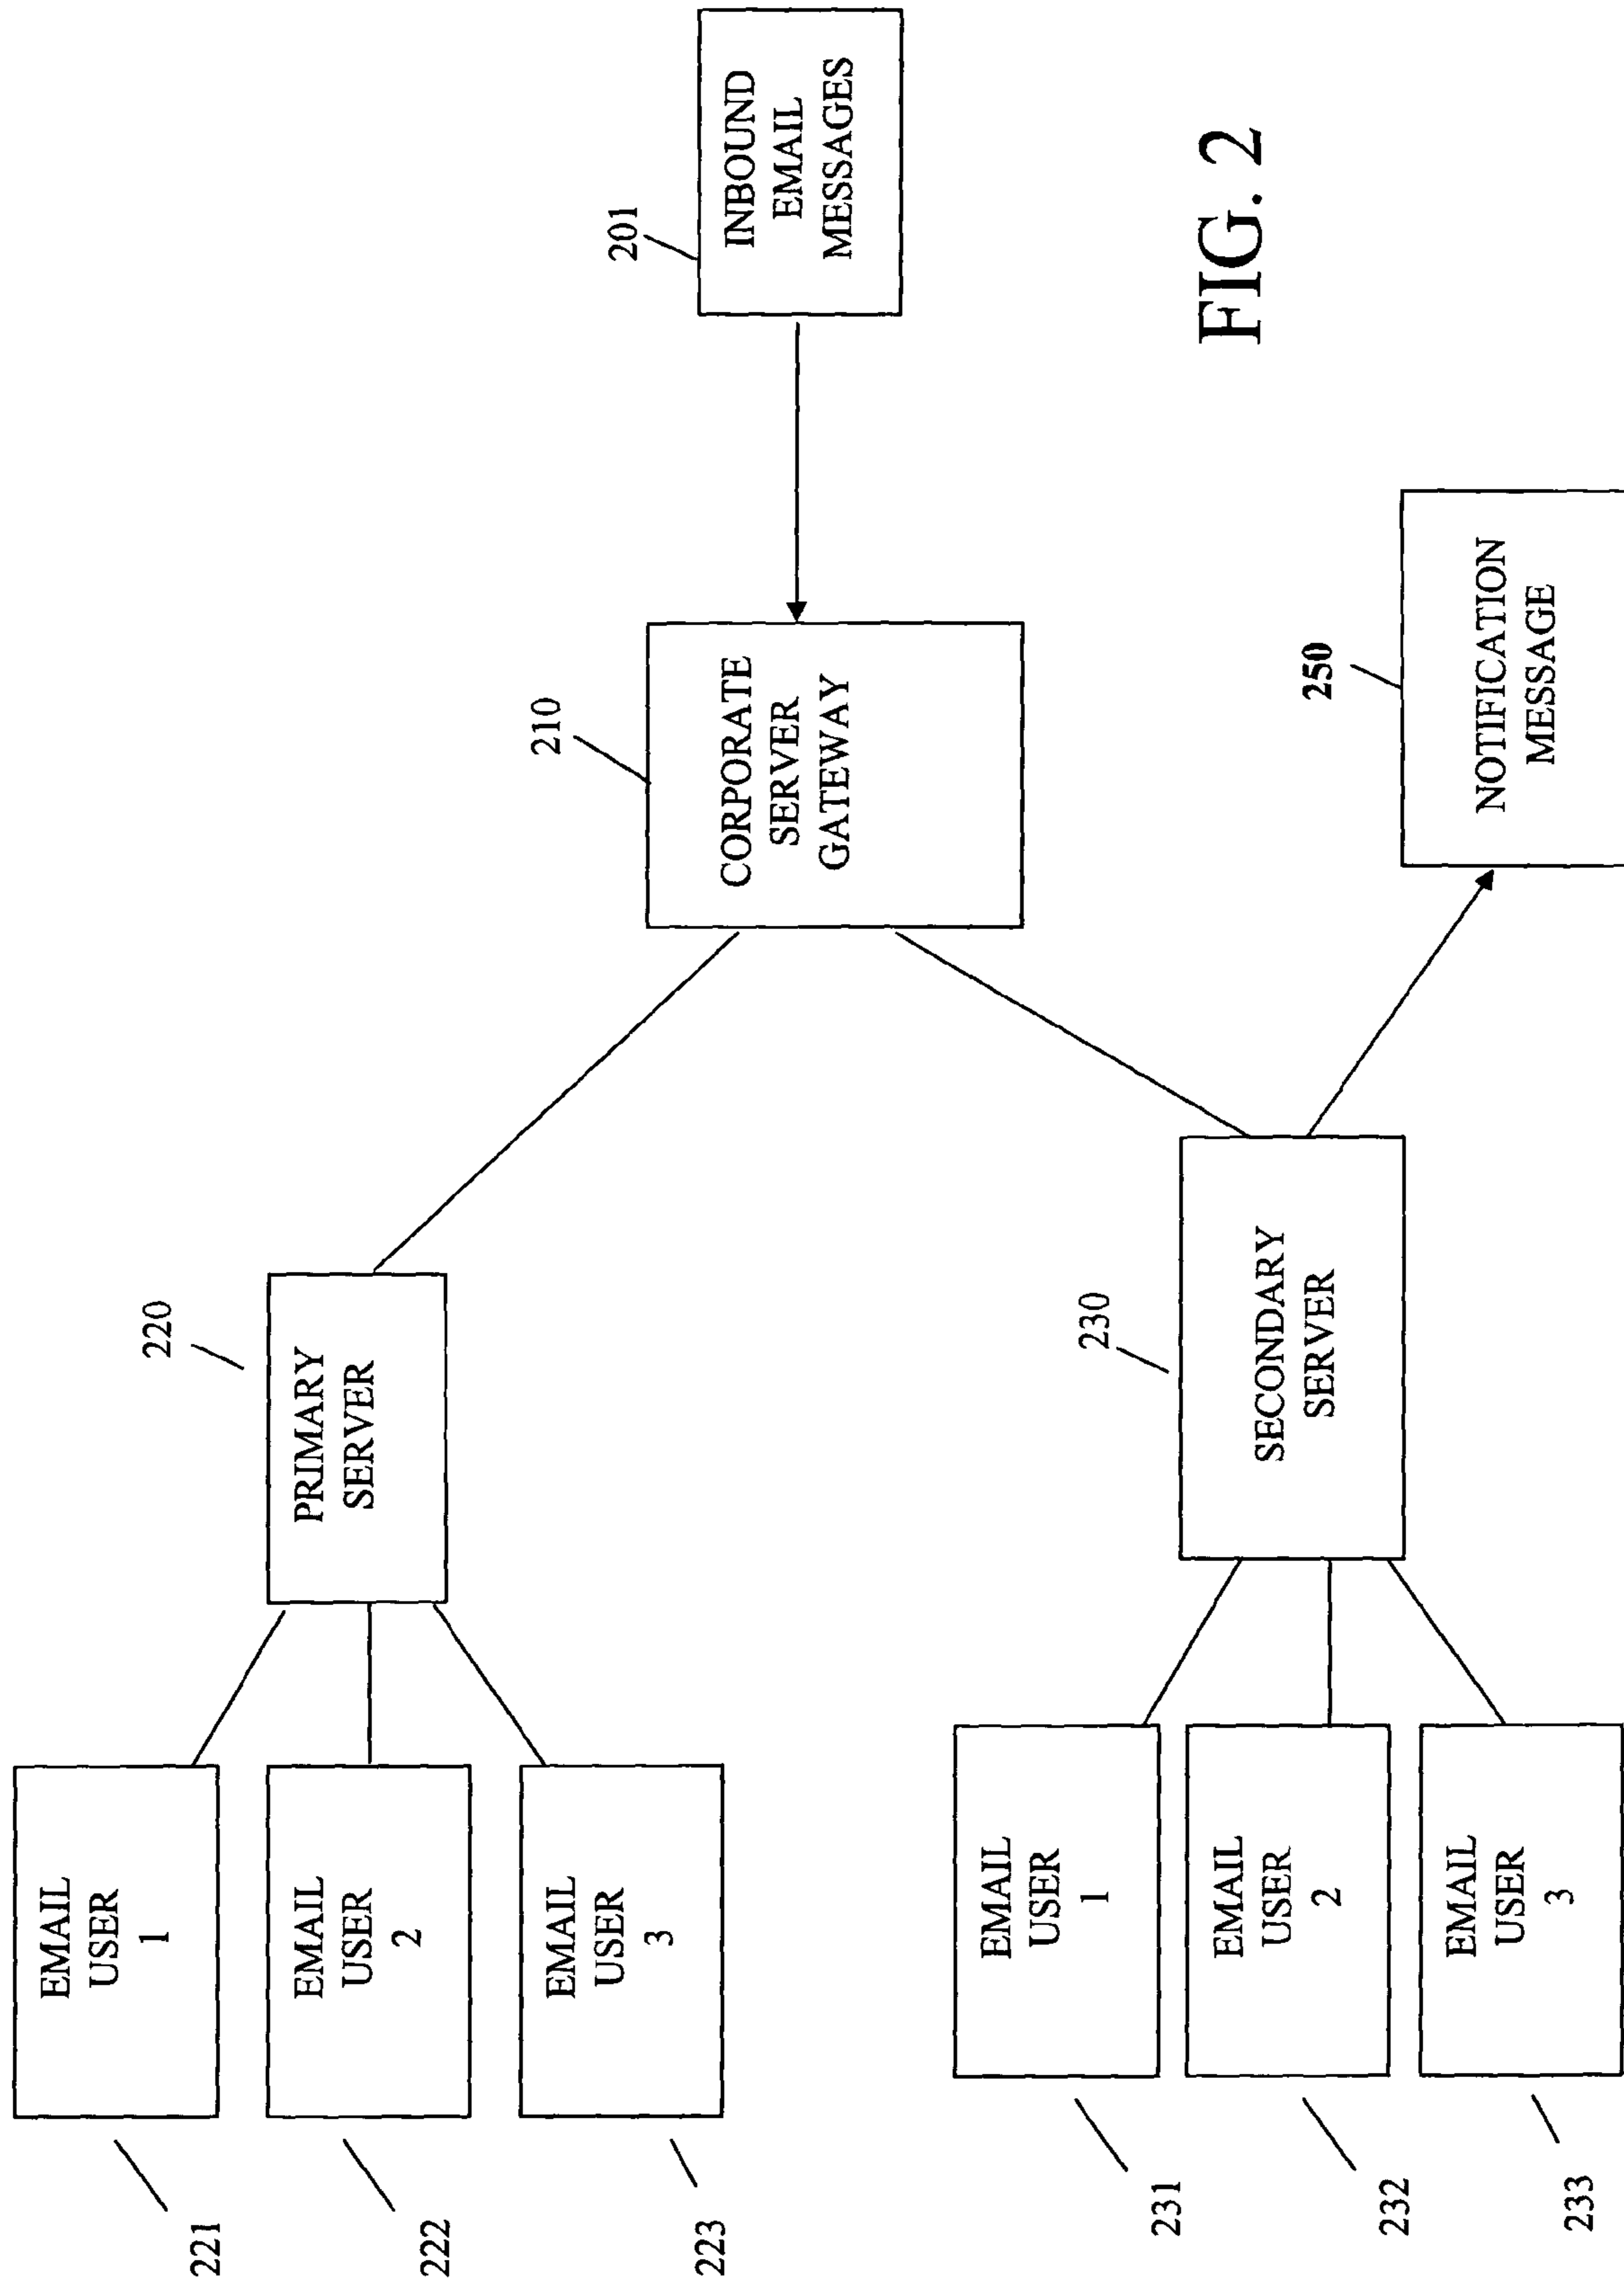 221
EMAIL
USER
1
222
EMAIL
USER
2
223
EMAIL
USER
3
220
PRIMARY
SERVER
231
EMAIL
USER
1
232
EMAIL
USER
2
233
EMAIL
USER
3
230
SECONDARY
SERVER
210
CORPORATE
SERVER
GATEWAY
201
INBOUND
EMAIL
MESSAGES
250
NOTIFICATION
MESSAGE
FIG. 2